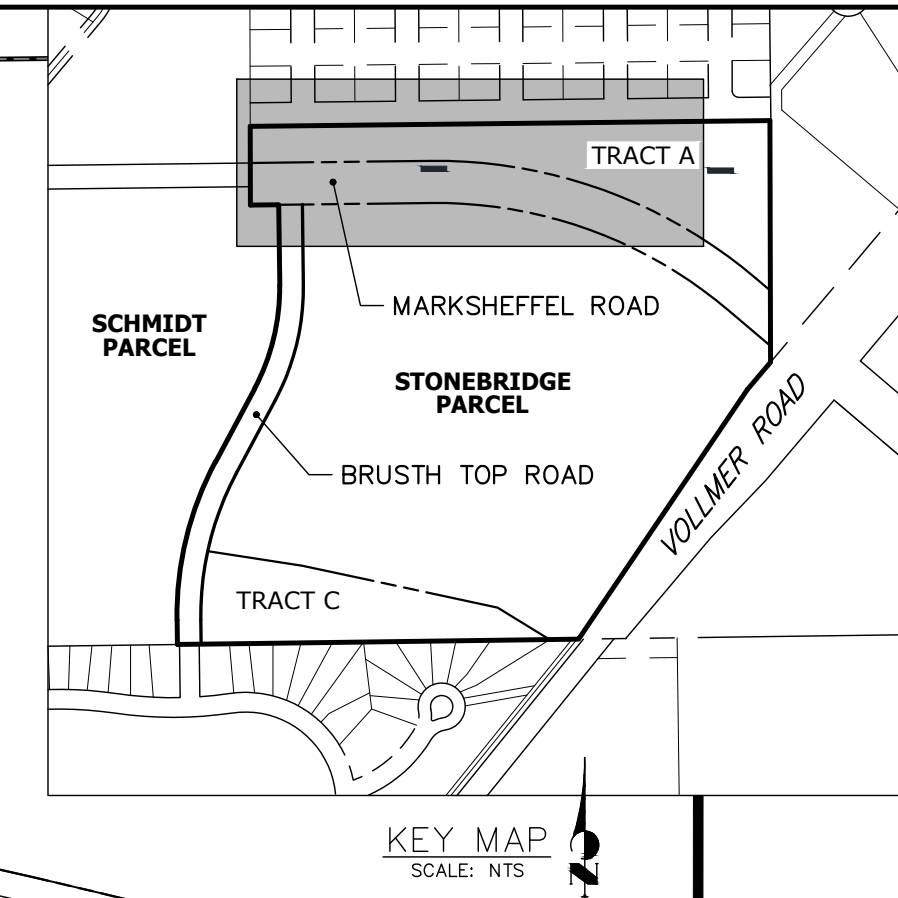 TRACT A
MARKSHEFFEL ROAD
SCHMIDT
PARCEL
STONEBRIDGE
PARCEL
BRUSTH TOP ROAD
VOLLMER ROAD
TRACT C
KEY MAP
SCALE: NTS
N